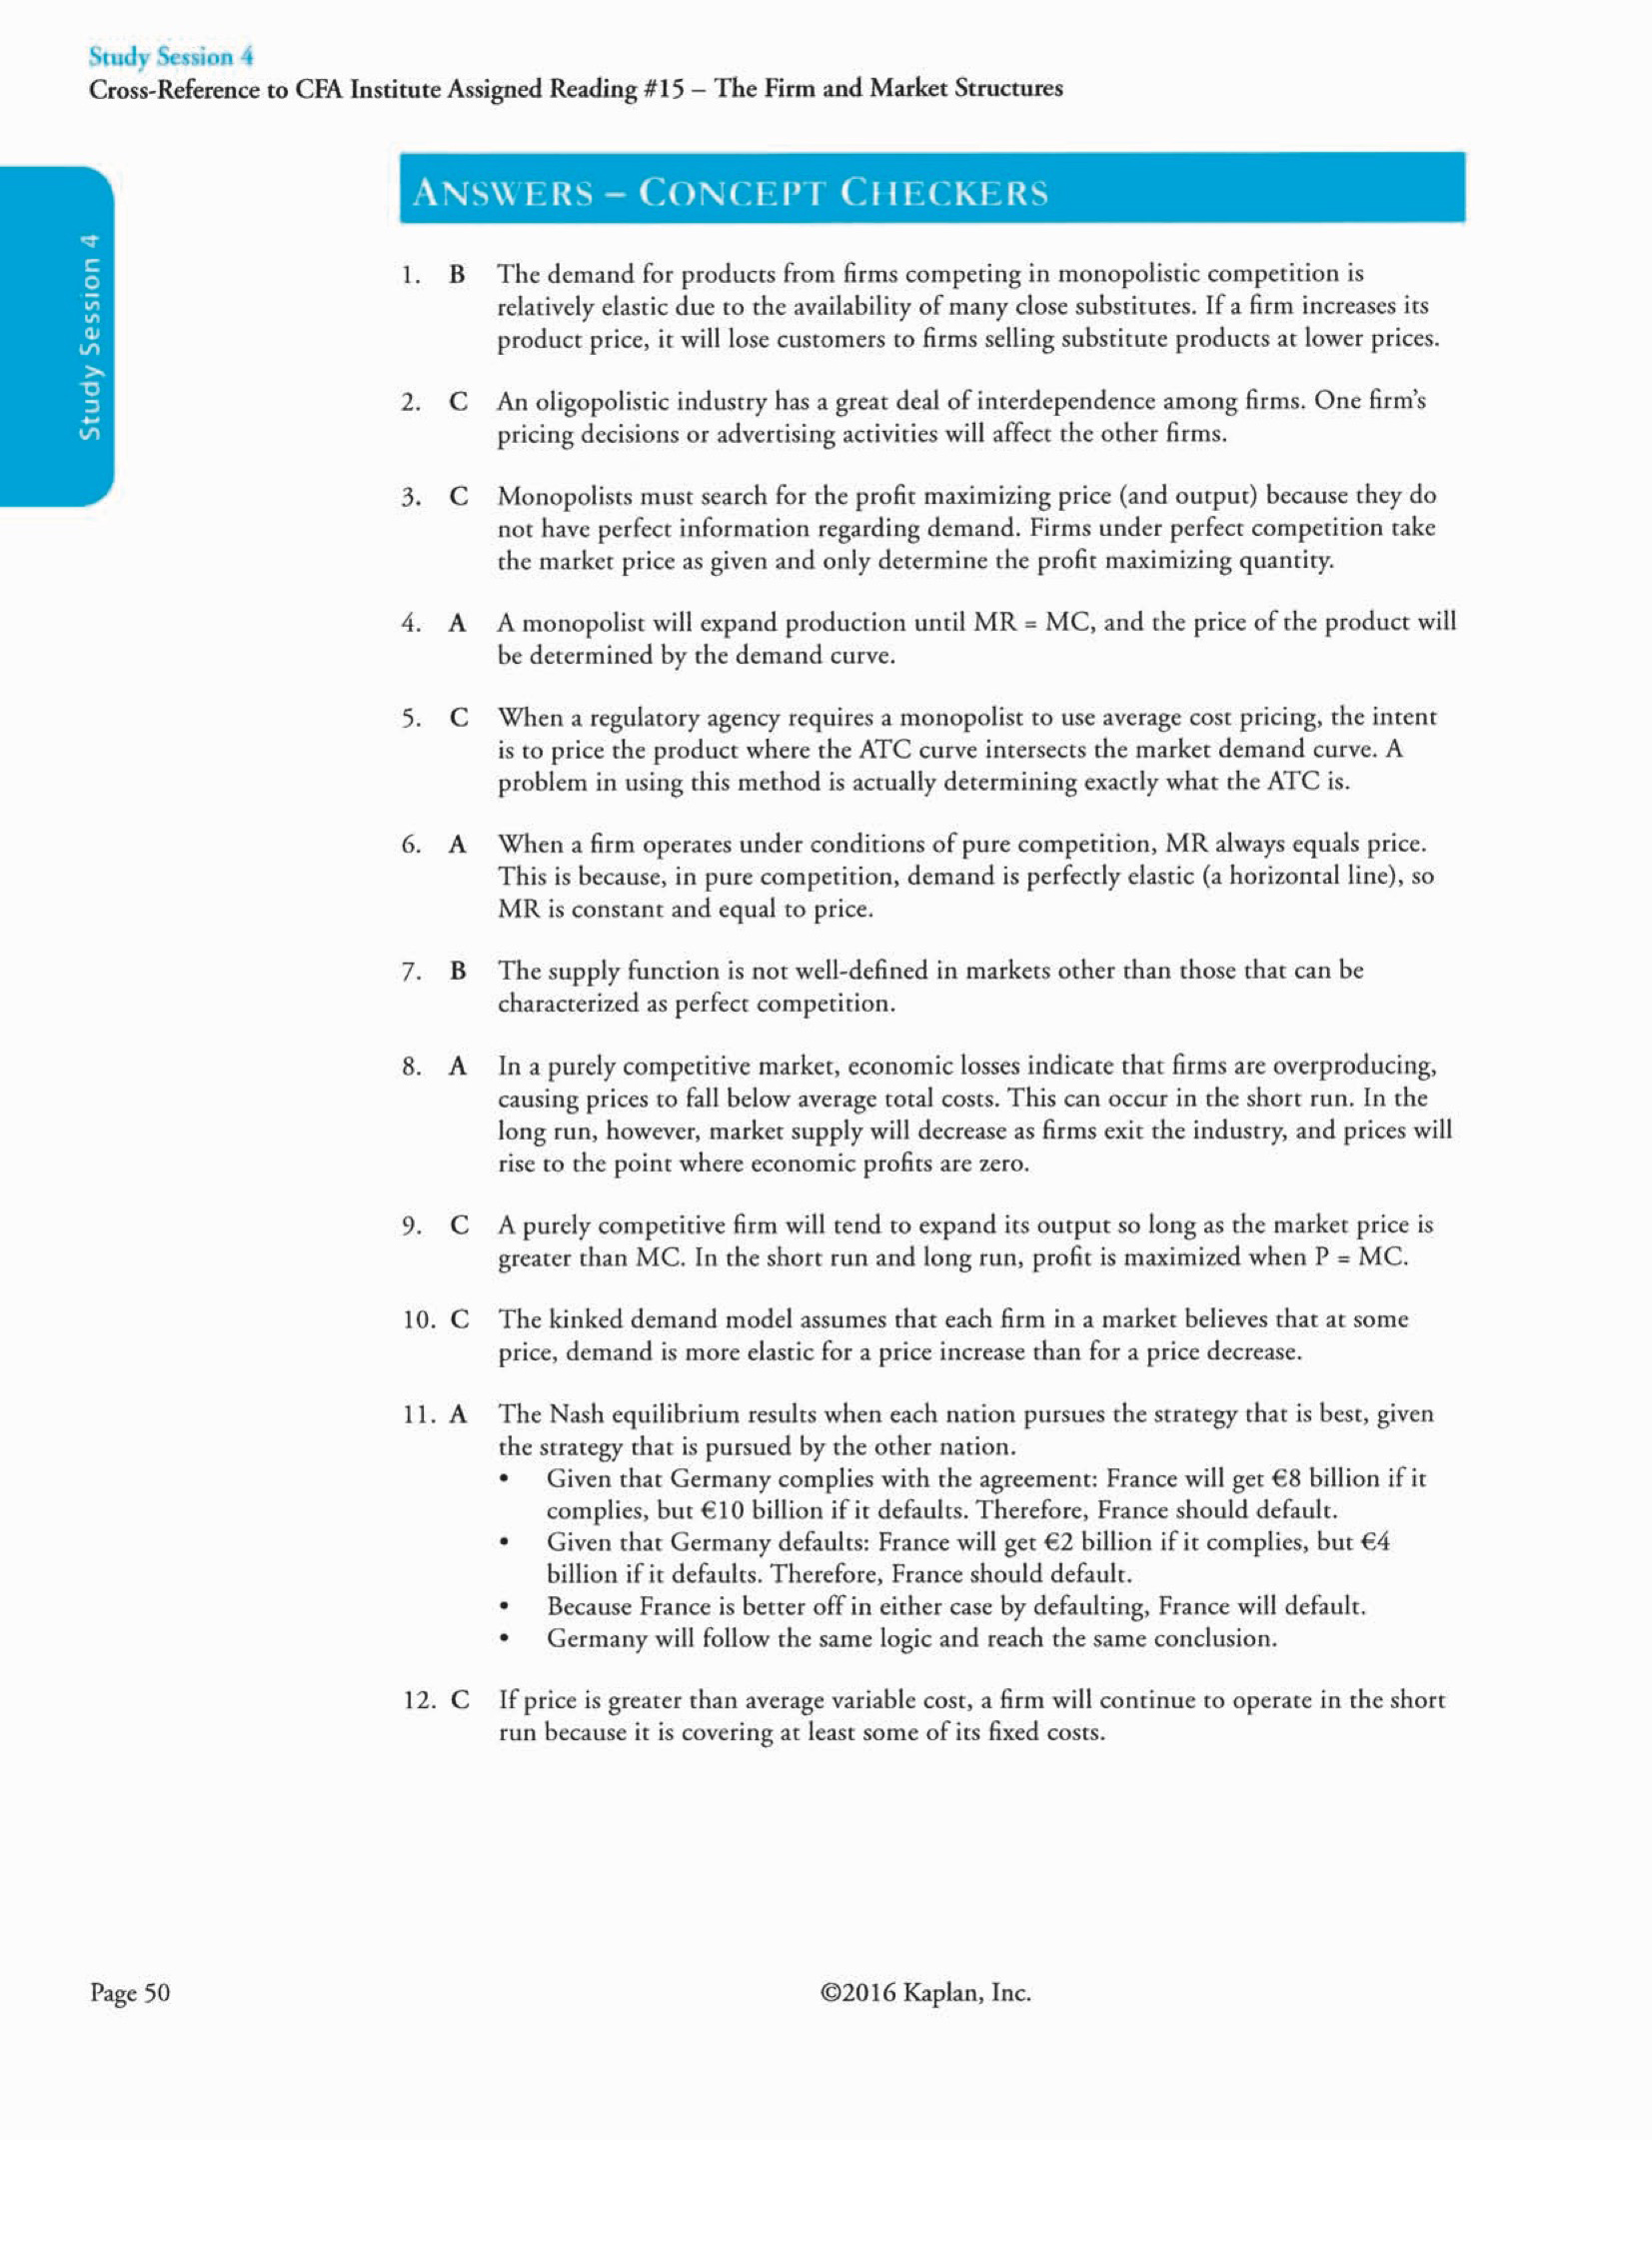 Study Session 4
Cross-Reference to CFA Institute Assigned Reading #15 – The Firm and Market Structures
Study Session 4
ANSWERS – CONCEPT CHECKERS
1. B The demand for products from firms competing in monopolistic competition is
relatively elastic due to the availability of many close substitutes. If a firm increases its
product price, it will lose customers to firms selling substitute products at lower prices.
2. C An oligopolistic industry has a great deal of interdependence among firms. One firm's
pricing decisions or advertising activities will affect the other firms.
3. C Monopolists must search for the profit maximizing price (and output) because they do
not have perfect information regarding demand. Firms under perfect competition take
the market price as given and only determine the profit maximizing quantity.
4. A A monopolist will expand production until MR = MC, and the price of the product will
be determined by the demand curve.
5. C When a regulatory agency requires a monopolist to use average cost pricing, the intent
is to price the product where the ATC curve intersects the market demand curve. A
problem in using this method is actually determining exactly what the ATC is.
6. A When a firm operates under conditions of pure competition, MR always equals price.
This is because, in pure competition, demand is perfectly elastic (a horizontal line), so
MR is constant and equal to price.
7. B The supply function is not well-defined in markets other than those that can be
characterized as perfect competition.
8. A In a purely competitive market, economic losses indicate that firms are overproducing,
causing prices to fall below average total costs. This can occur in the short run. In the
long run, however, market supply will decrease as firms exit the industry, and prices will
rise to the point where economic profits are zero.
9. C A purely competitive firm will tend to expand its output so long as the market price is
greater than MC. In the short run and long run, profit is maximized when P = MC.
10. C The kinked demand model assumes that each firm in a market believes that at some
price, demand is more elastic for a price increase than for a price decrease.
11. A The Nash equilibrium results when each nation pursues the strategy that is best, given
the strategy that is pursued by the other nation.
• Given that Germany complies with the agreement: France will get €8 billion if it
complies, but €10 billion if it defaults. Therefore, France should default.
• Given that Germany defaults: France will get €2 billion if it complies, but €4
billion if it defaults. Therefore, France should default.
• Because France is better off in either case by defaulting, France will default.
• Germany will follow the same logic and reach the same conclusion.
12. C If price is greater than average variable cost, a firm will continue to operate in the short
run because it is covering at least some of its fixed costs.
Page 50
©2016 Kaplan, Inc.